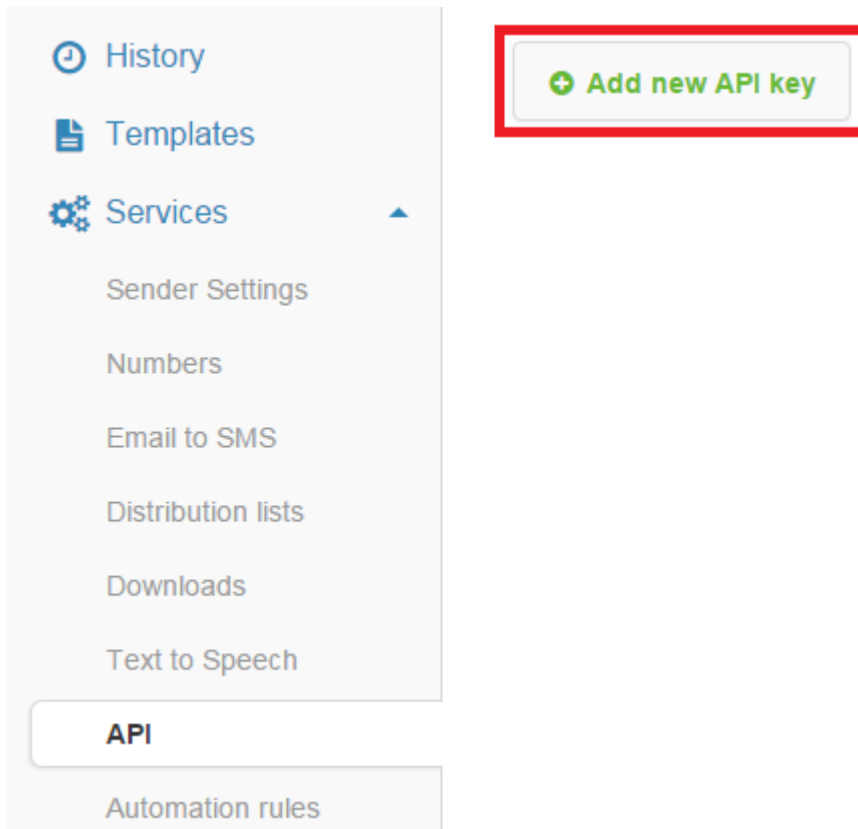 History
Templates
Services
Sender Settings
Numbers
Email to SMS
Distribution lists
Downloads
Text to Speech
API
Automation rules
Add new API key